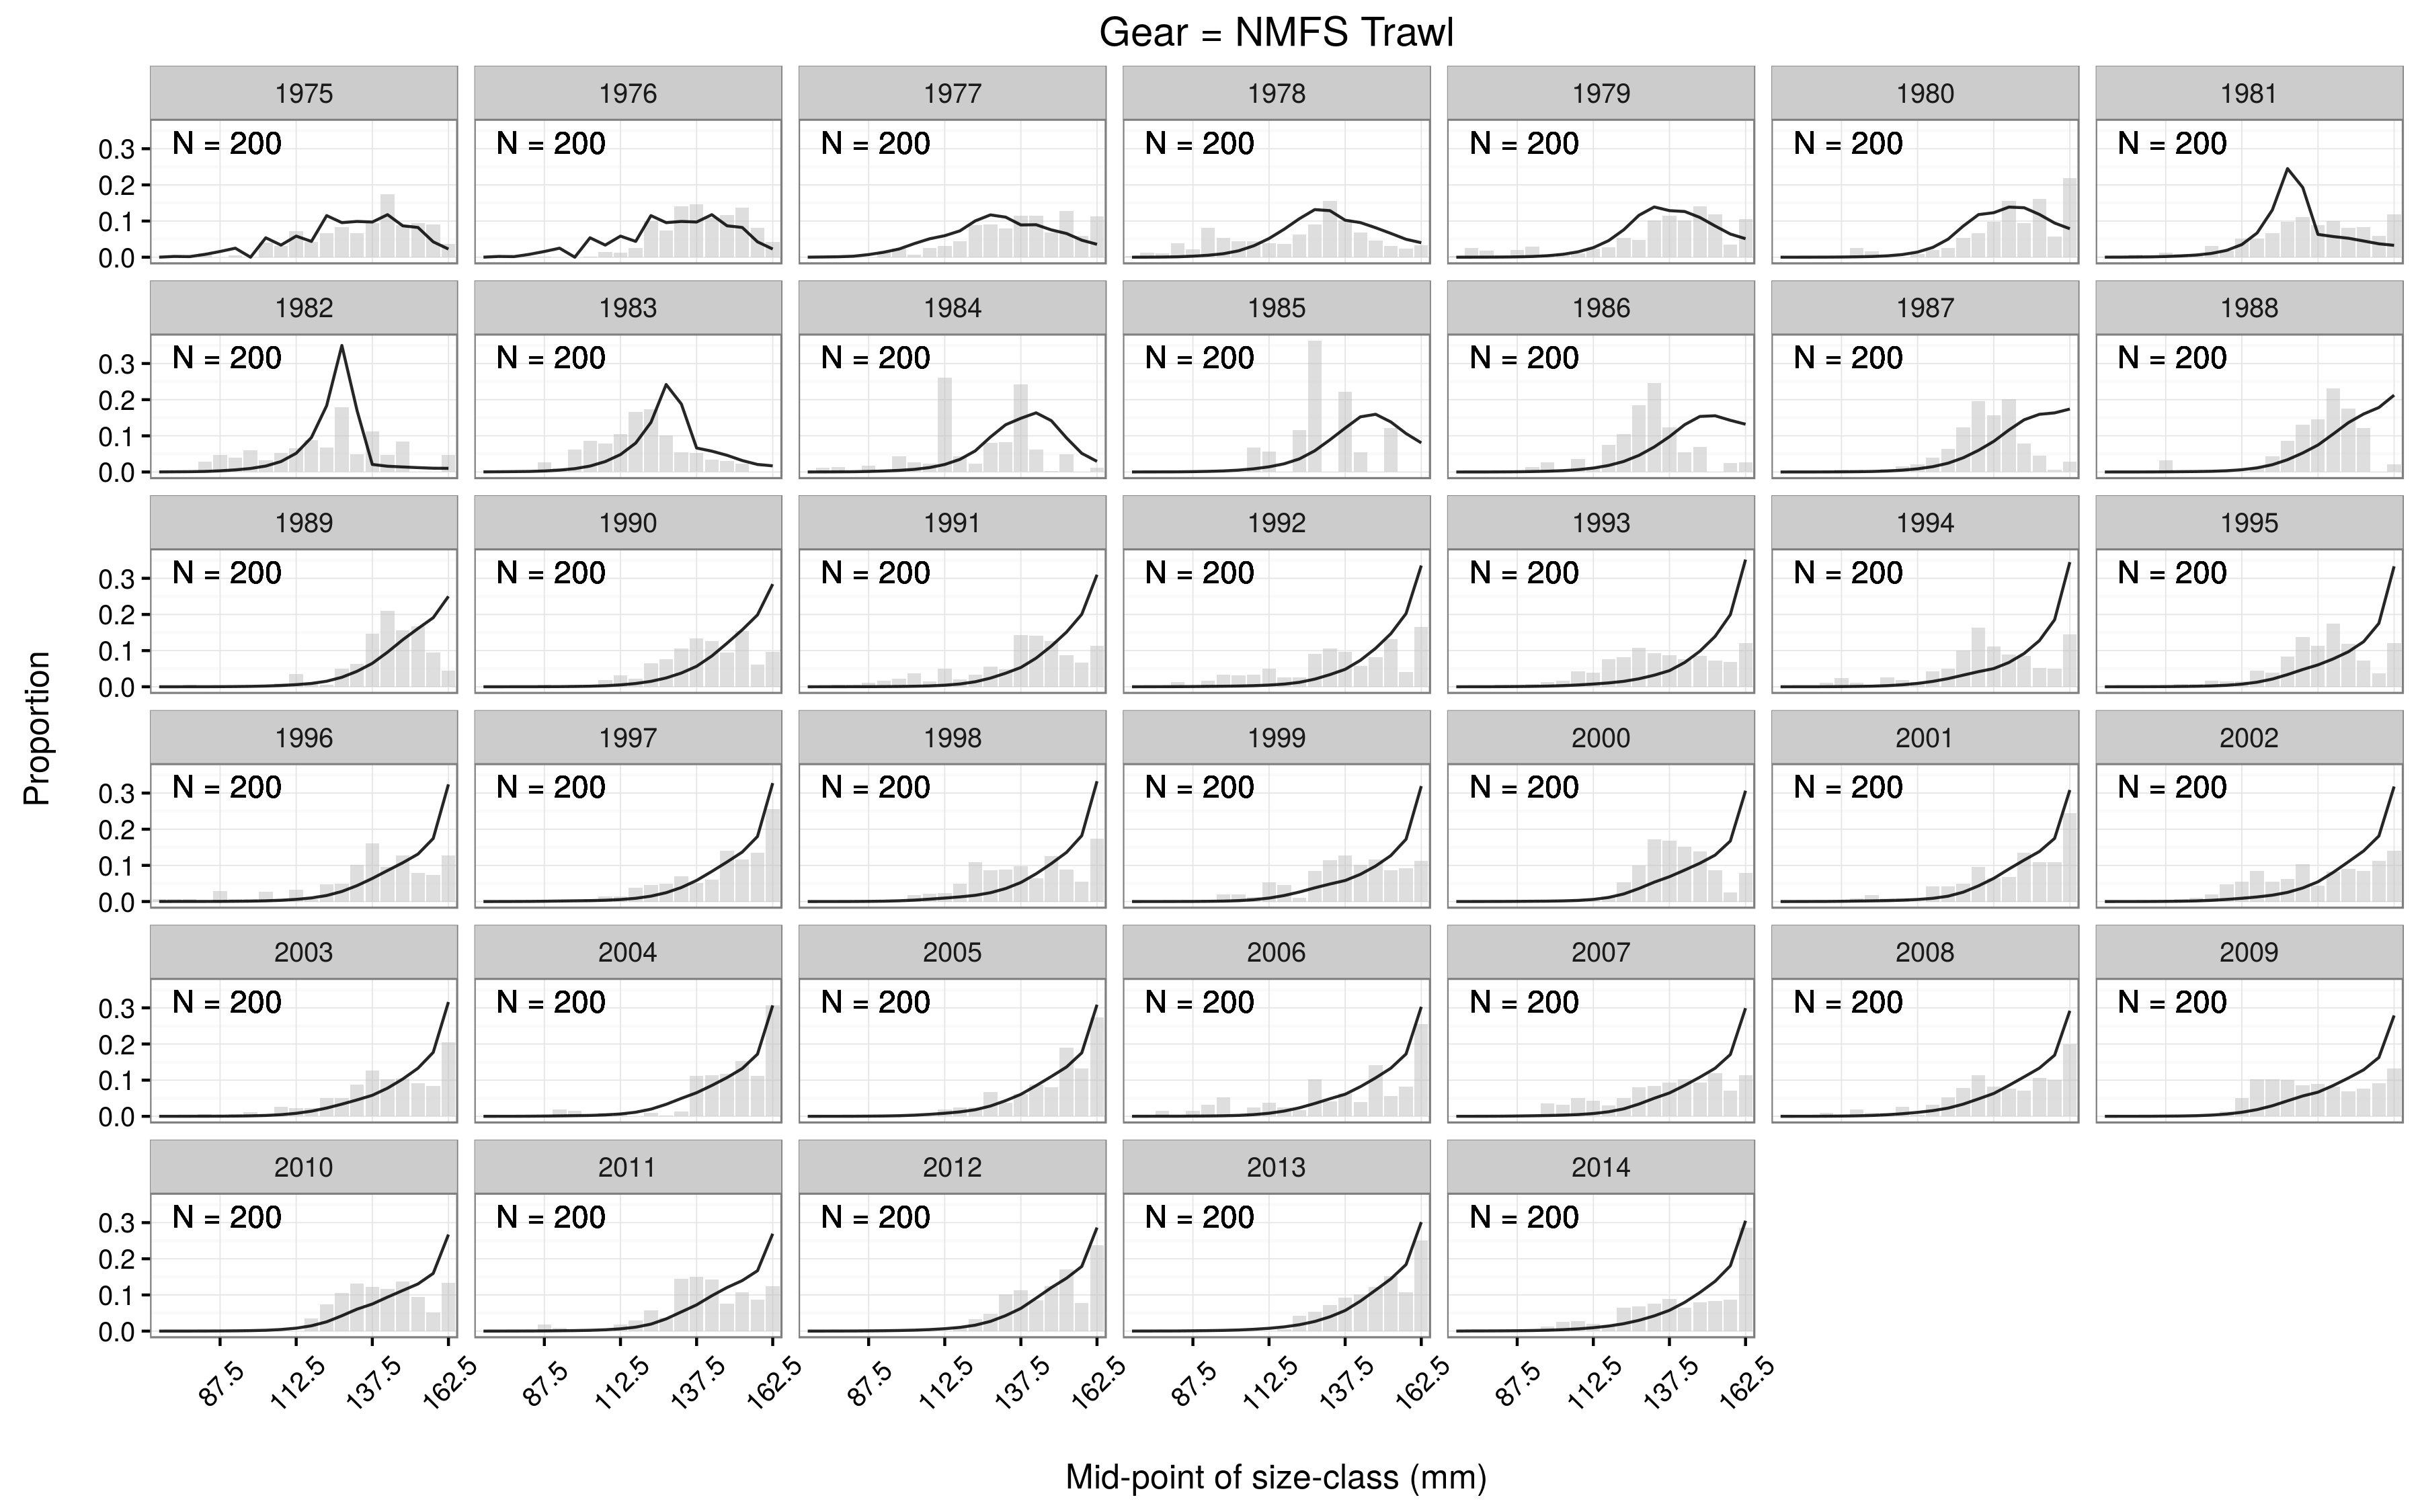 Gear = NMFS Trawl
1975 1976 1977 1978 1979 1980 1981
N = 200 N = 200 N = 200 N = 200 N = 200 N = 200 N = 200
0.3
0.2
0.1
0.0
1982 1983 1984 1985 1986 1987 1988
N = 200 N = 200 N = 200 N = 200 N = 200 N = 200 N = 200
0.3
0.2
0.1
0.0
1989 1990 1991 1992 1993 1994 1995
N = 200 N = 200 N = 200 N = 200 N = 200 N = 200 N = 200
0.3
0.2
0.1
0.0
Proportion
1996 1997 1998 1999 2000 2001 2002
N = 200 N = 200 N = 200 N = 200 N = 200 N = 200 N = 200
0.3
0.2
0.1
0.0
2003 2004 2005 2006 2007 2008 2009
N = 200 N = 200 N = 200 N = 200 N = 200 N = 200 N = 200
0.3
0.2
0.1
0.0
2010 2011 2012 2013 2014
N = 200 N = 200 N = 200 N = 200 N = 200
0.3
0.2
0.1
0.0
87.5 112.5 137.5 162.5 87.5 112.5 137.5 162.5 87.5 112.5 137.5 162.5 87.5 112.5 137.5 162.5 87.5 112.5 137.5 162.5
Mid-point of size-class (mm)